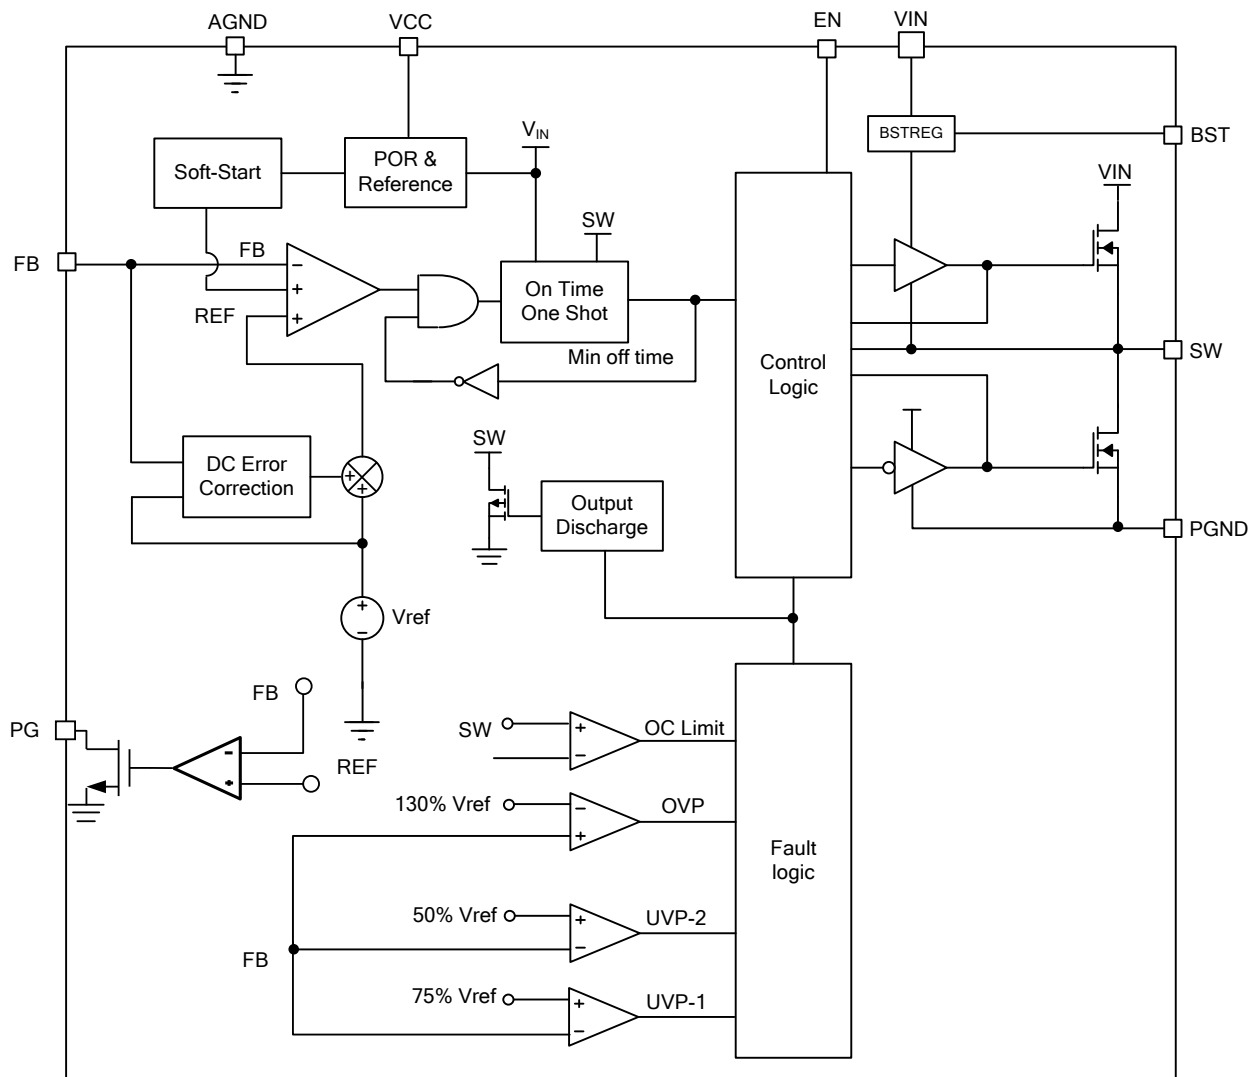 AGND
VCC
EN
VIN
BSTREG
BST
V_IN
Soft-Start
POR &
Reference
VIN
SW
FB
FB
−
+
REF
+
On Time
One Shot
Min off time
Control
Logic
SW
DC Error
Correction
+
+
SW
Output
Discharge
PGND
+
−
Vref
FB
PG
-
+
REF
SW
+
−
OC Limit
130% Vref
−
+
OVP
Fault
logic
50% Vref
+
−
UVP-2
FB
75% Vref
+
−
UVP-1